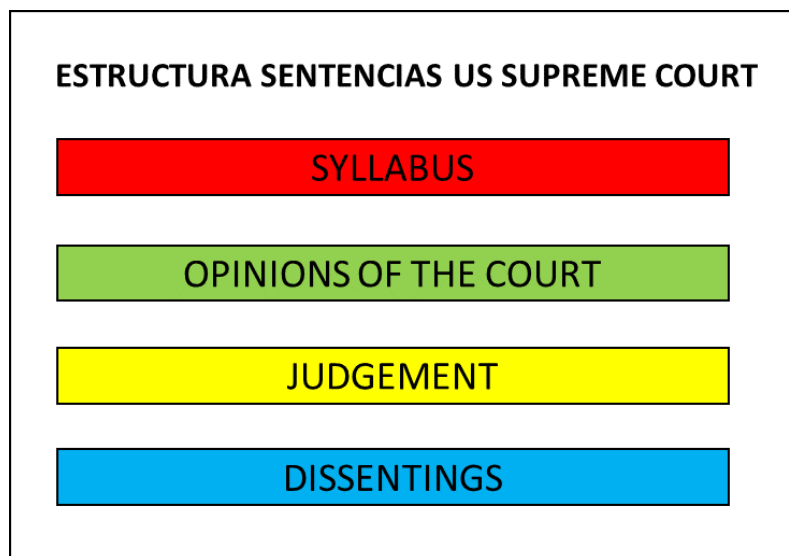 ESTRUCTURA SENTENCIAS US SUPREME COURT
SYLLABUS
OPINIONS OF THE COURT
JUDGEMENT
DISSENTINGS